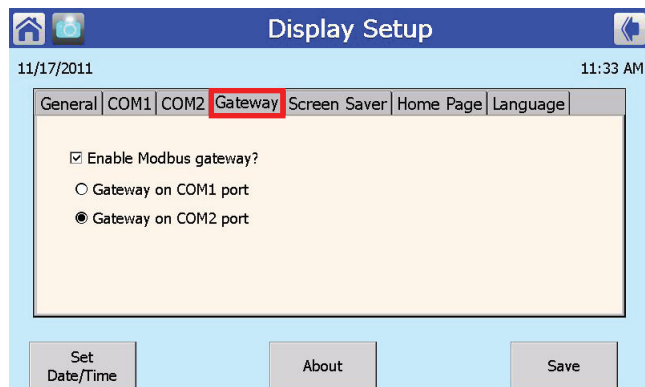 Display Setup
11/17/2011 11:33 AM
General COM1 COM2 Gateway Screen Saver Home Page Language
Enable Modbus gateway?
Gateway on COM1 port
Gateway on COM2 port
Set
Date/Time
About
Save